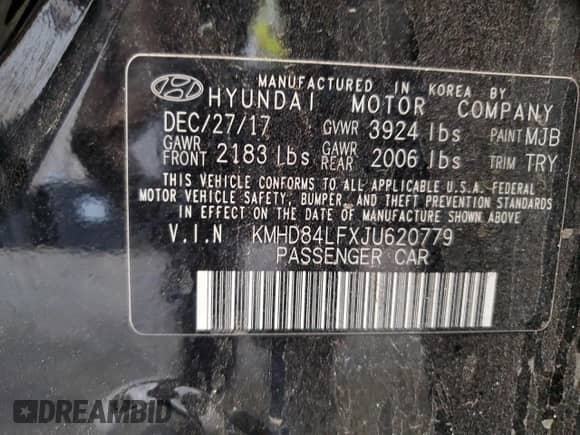 MANUFACTURED IN KOREA BY
HYUNDAI MOTOR COMPANY
DEC/27/17 GVWR 3924 lbs PAINT MJB
GAWR FRONT 2183 lbs GAWR REAR 2006 lbs TRIM TRY
THIS VEHICLE CONFORMS TO ALL APPLICABLE U.S.A. FEDERAL
MOTOR VEHICLE SAFETY, BUMPER, AND THEFT PREVENTION STANDARDS
IN EFFECT ON THE DATE OF MANUFACTURE SHOWN ABOVE
V.I.N KMHD84LFXJU620779
PASSENGER CAR
DREAMBID